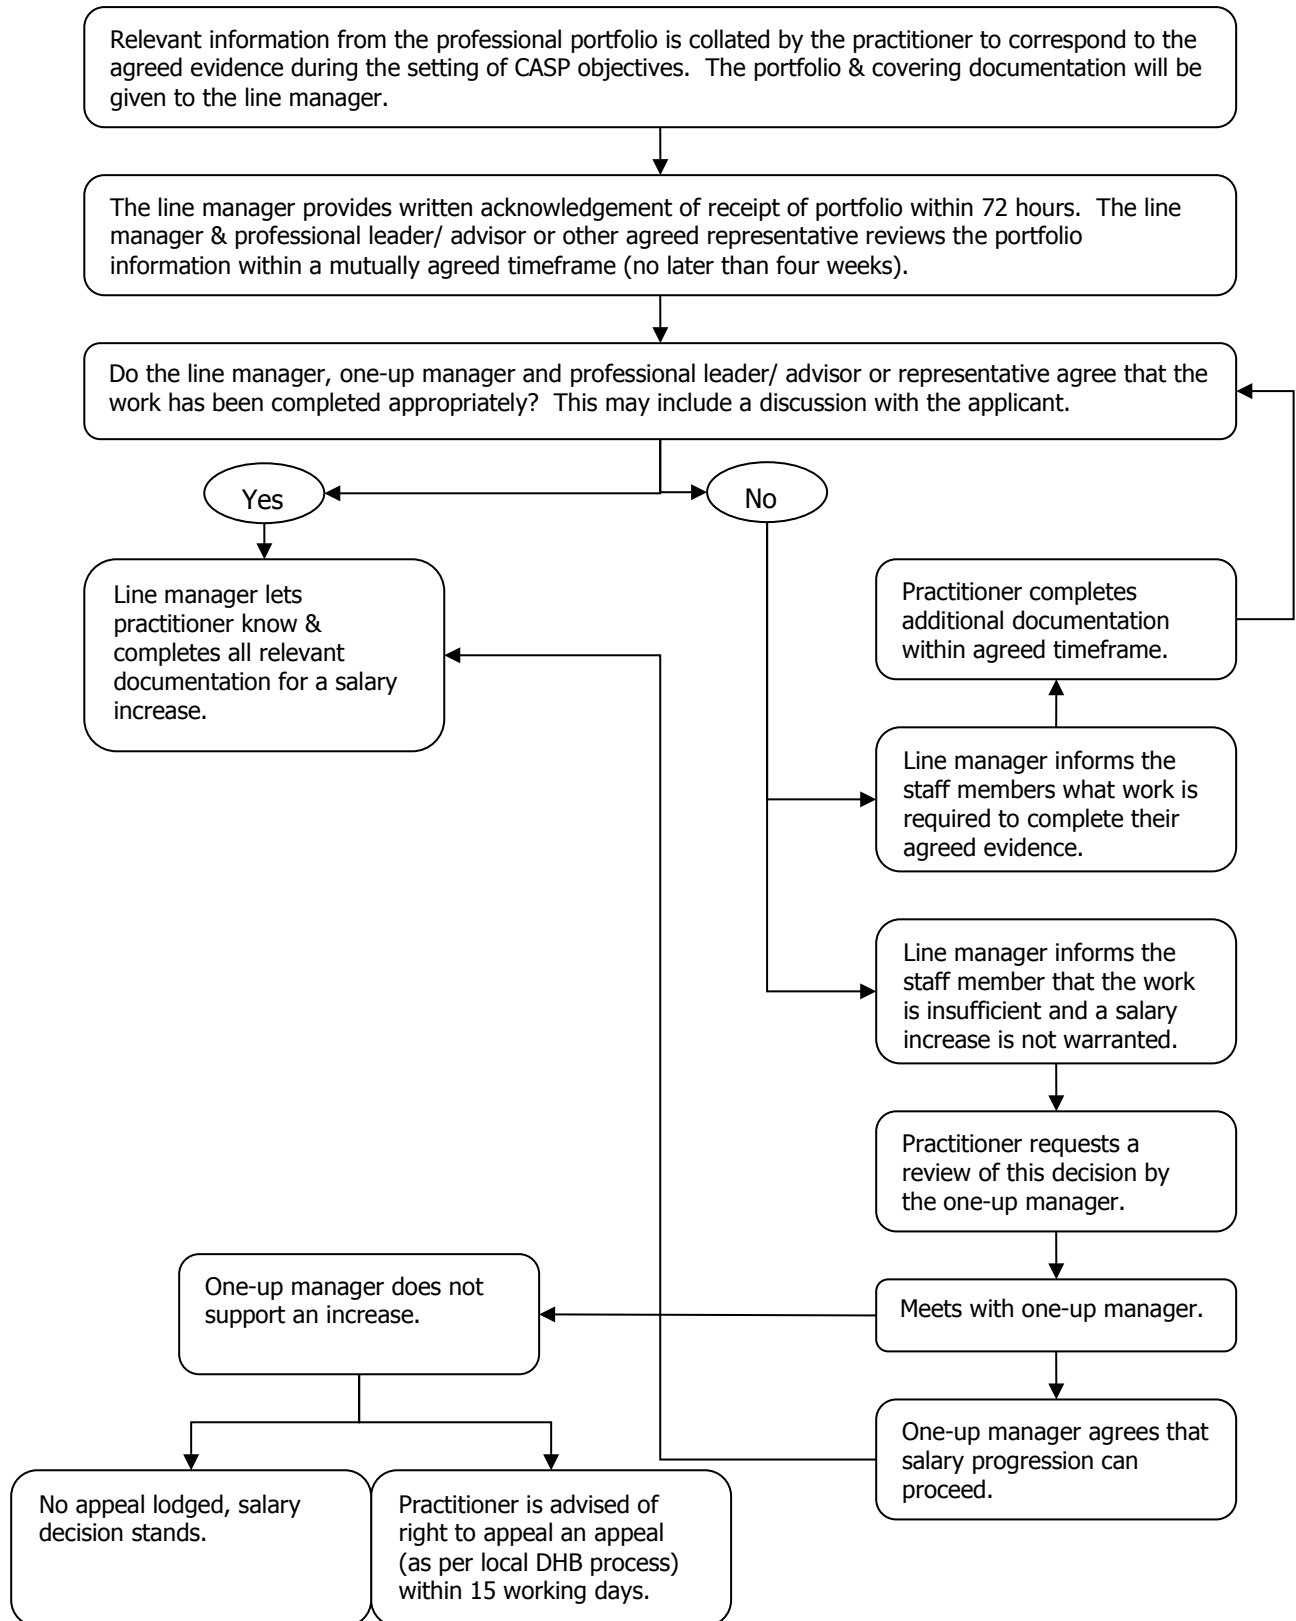 Relevant information from the professional portfolio is collated by the practitioner to correspond to the
agreed evidence during the setting of CASP objectives.  The portfolio & covering documentation will be
given to the line manager.
The line manager provides written acknowledgement of receipt of portfolio within 72 hours.  The line
manager & professional leader/ advisor or other agreed representative reviews the portfolio
information within a mutually agreed timeframe (no later than four weeks).
Do the line manager, one-up manager and professional leader/ advisor or representative agree that the
work has been completed appropriately?  This may include a discussion with the applicant.
Yes
No
Line manager lets
practitioner know &
completes all relevant
documentation for a salary
increase.
Practitioner completes
additional documentation
within agreed timeframe.
Line manager informs the
staff members what work is
required to complete their
agreed evidence.
Line manager informs the
staff member that the work
is insufficient and a salary
increase is not warranted.
Practitioner requests a
review of this decision by
the one-up manager.
One-up manager does not
support an increase.
Meets with one-up manager.
One-up manager agrees that
salary progression can
proceed.
No appeal lodged, salary
decision stands.
Practitioner is advised of
right to appeal an appeal
(as per local DHB process)
within 15 working days.